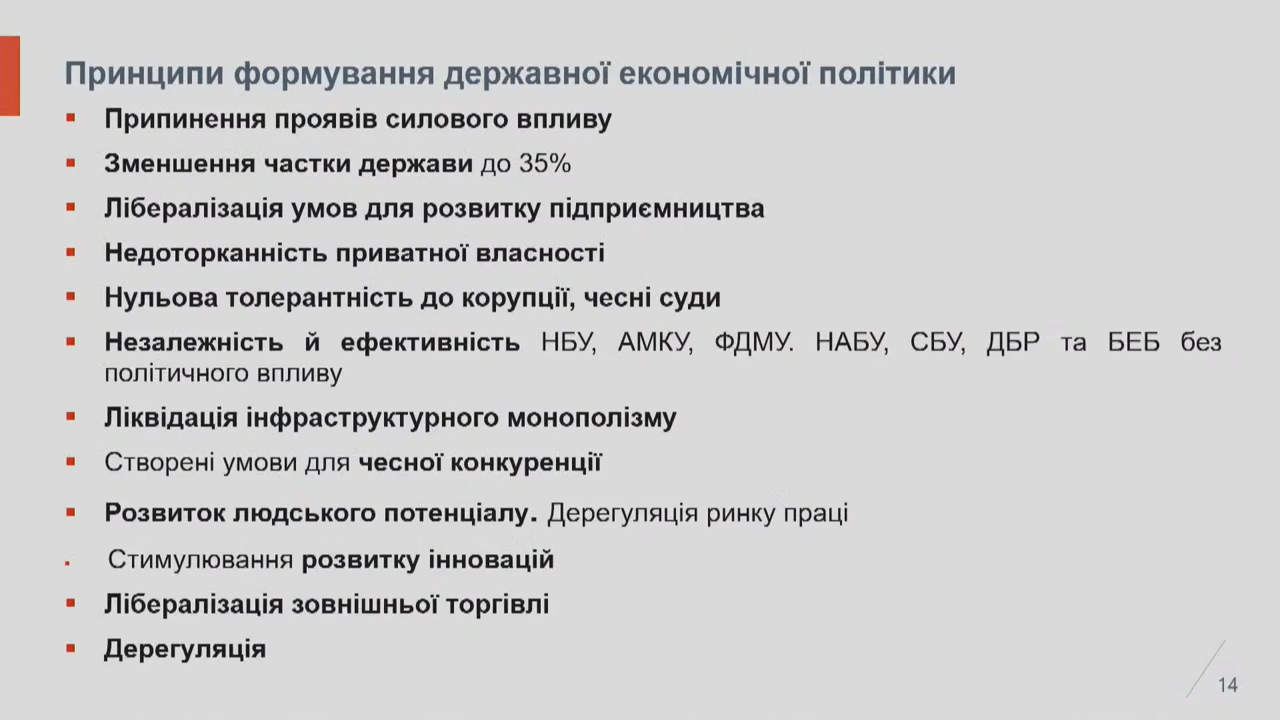 Принципи формування державної економічної політики
Припинення проявів силового впливу
Зменшення частки держави до 35%
Лібералізація умов для розвитку підприємництва
Недоторканність приватної власності
Нульова толерантність до корупції, чесні суди
Незалежність й ефективність НБУ, АМКУ, ФДМУ. НАБУ, СБУ, ДБР та БЕБ без
політичного впливу
Ліквідація інфраструктурного монополізму
Створені умови для чесної конкуренції
Розвиток людського потенціалу. Дерегуляція ринку праці
Стимулювання розвитку інновацій
Лібералізація зовнішньої торгівлі
Дерегуляція
14